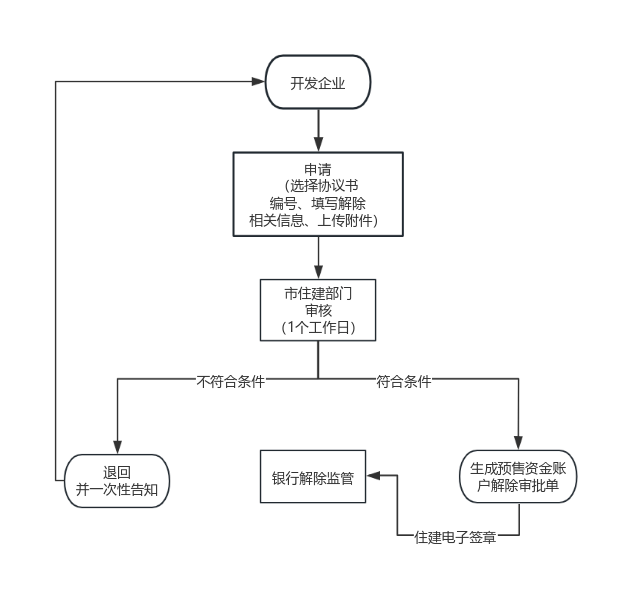 开发企业
申请
（选择协议书
编号、填写解除
相关信息、上传附件）
市住建部门
审核
（1个工作日）
不符合条件
符合条件
退回
并一次性告知
银行解除监管
生成预售资金账
户解除审批单
住建电子签章